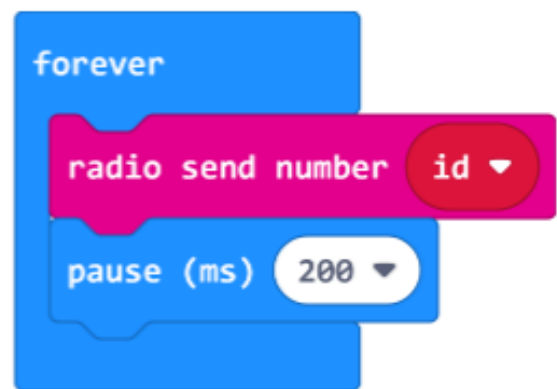 forever
radio send number id
pause (ms) 200